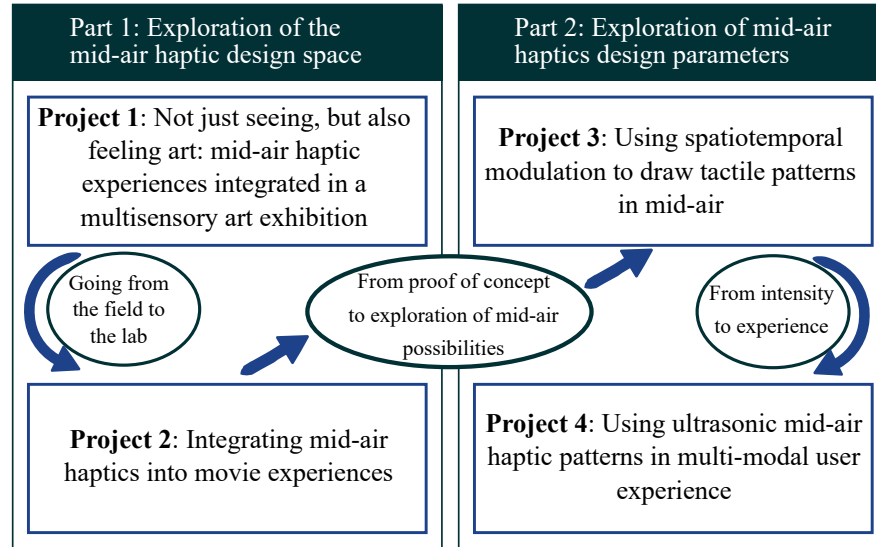 Part 1: Exploration of the
mid-air haptic design space
Project 1: Not just seeing, but also
feeling art: mid-air haptic
experiences integrated in a
multisensory art exhibition
Going from
the field to
the lab
Project 2: Integrating mid-air
haptics into movie experiences
From proof of concept
to exploration of mid-air
possibilities
Part 2: Exploration of mid-air
haptics design parameters
Project 3: Using spatiotemporal
modulation to draw tactile patterns
in mid-air
From intensity
to experience
Project 4: Using ultrasonic mid-air
haptic patterns in multi-modal user
experience